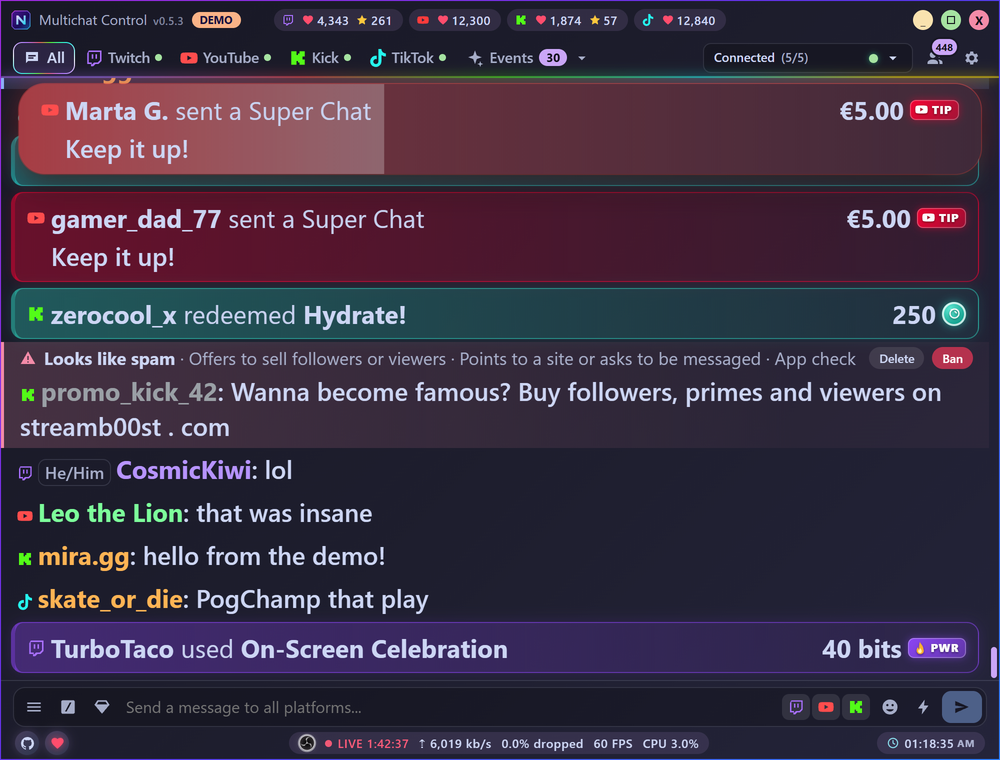 Multichat Control v0.5.3 DEMO 4,343 261 12,300 1,874 57 12,840
All Twitch YouTube Kick TikTok Events 30 Connected (5/5) 448
Marta G. sent a Super Chat €5.00 TIP
Keep it up!
gamer_dad_77 sent a Super Chat €5.00 TIP
Keep it up!
zerocool_x redeemed Hydrate! 250
Looks like spam · Offers to sell followers or viewers · Points to a site or asks to be messaged · App check Delete Ban
promo_kick_42: Wanna become famous? Buy followers, primes and viewers on
streamb00st . com
He/Him CosmicKiwi: lol
Leo the Lion: that was insane
mira.gg: hello from the demo!
skate_or_die: PogChamp that play
TurboTaco used On-Screen Celebration 40 bits PWR
Send a message to all platforms...
LIVE 1:42:37 ↑ 6,019 kb/s 0.0% dropped 60 FPS CPU 3.0% 01:18:35 AM